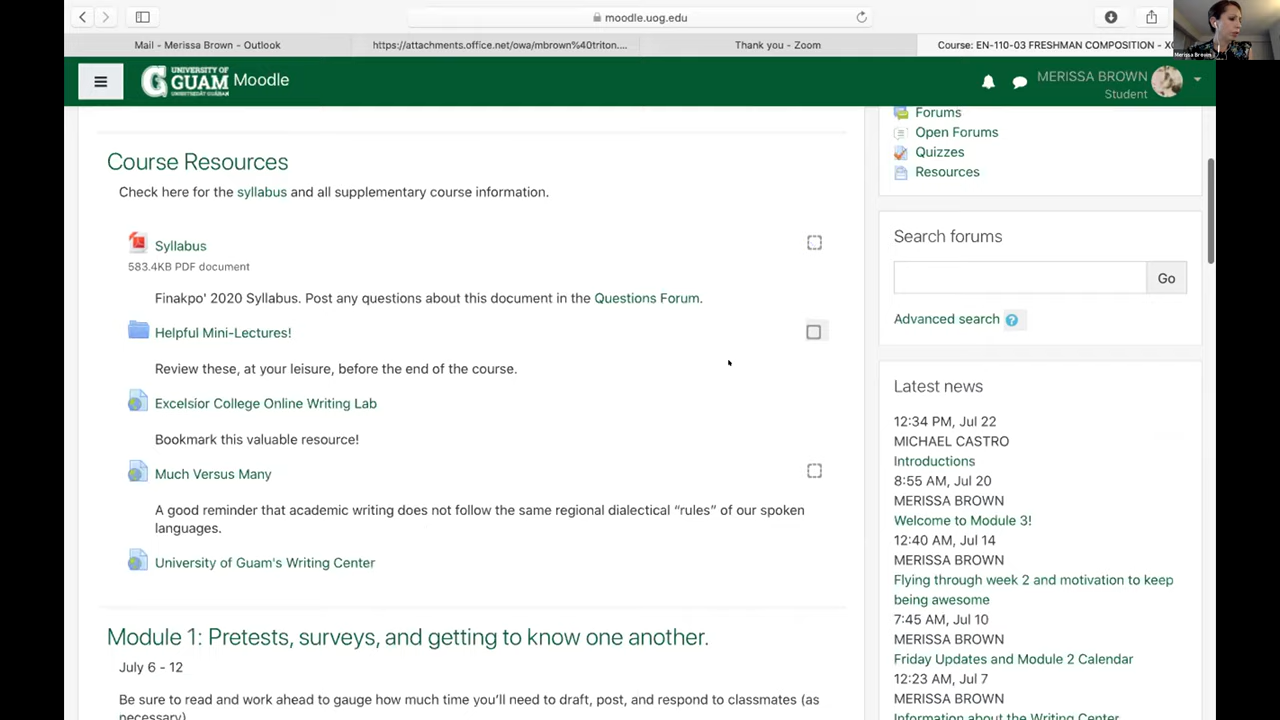 moodle.uog.edu
Mail - Merissa Brown - Outlook
https://attachments.office.net/owa/mbrown%40triton....
Thank you - Zoom
Course: EN-110-03 FRESHMAN COMPOSITION -
Merissa Brown
UNIVERSITY OF
GUAM
Moodle
MERISSA BROWN
Student
Forums
Open Forums
Quizzes
Resources
Course Resources
Check here for the syllabus and all supplementary course information.
Syllabus
583.4KB PDF document
Finakpo' 2020 Syllabus. Post any questions about this document in the Questions Forum.
Helpful Mini-Lectures!
Review these, at your leisure, before the end of the course.
Excelsior College Online Writing Lab
Bookmark this valuable resource!
Much Versus Many
A good reminder that academic writing does not follow the same regional dialectical “rules” of our spoken
languages.
University of Guam's Writing Center
Module 1: Pretests, surveys, and getting to know one another.
July 6 - 12
Be sure to read and work ahead to gauge how much time you’ll need to draft, post, and respond to classmates (as
necessary)
Search forums
Go
Advanced search
Latest news
12:34 PM, Jul 22
MICHAEL CASTRO
Introductions
8:55 AM, Jul 20
MERISSA BROWN
Welcome to Module 3!
12:40 AM, Jul 14
MERISSA BROWN
Flying through week 2 and motivation to keep
being awesome
7:45 AM, Jul 10
MERISSA BROWN
Friday Updates and Module 2 Calendar
12:23 AM, Jul 7
MERISSA BROWN
Information about the Writing Center